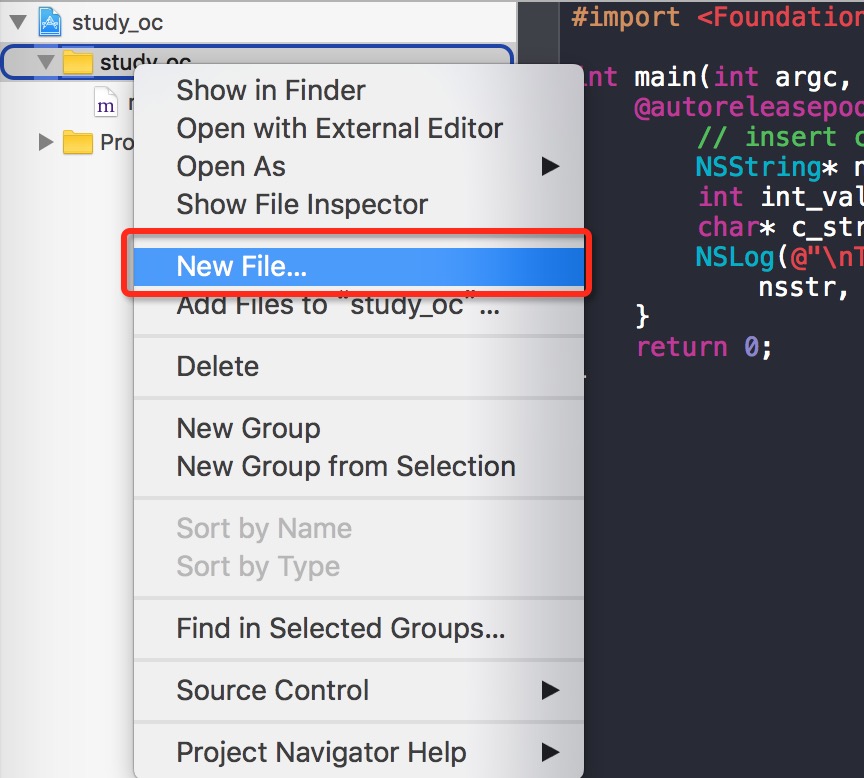 study_oc
study_oc
m
Show in Finder
Open with External Editor
Open As
Show File Inspector
New File...
Add Files to “study_oc”...
Delete
New Group
New Group from Selection
Sort by Name
Sort by Type
Find in Selected Groups...
Source Control
Project Navigator Help
#import <Foundation
int main(int argc,
@autoreleasepoo
// insert c
NSString*
int int_val
char* c_str
NSLog(@"\nT
nsstr,
}
return 0;